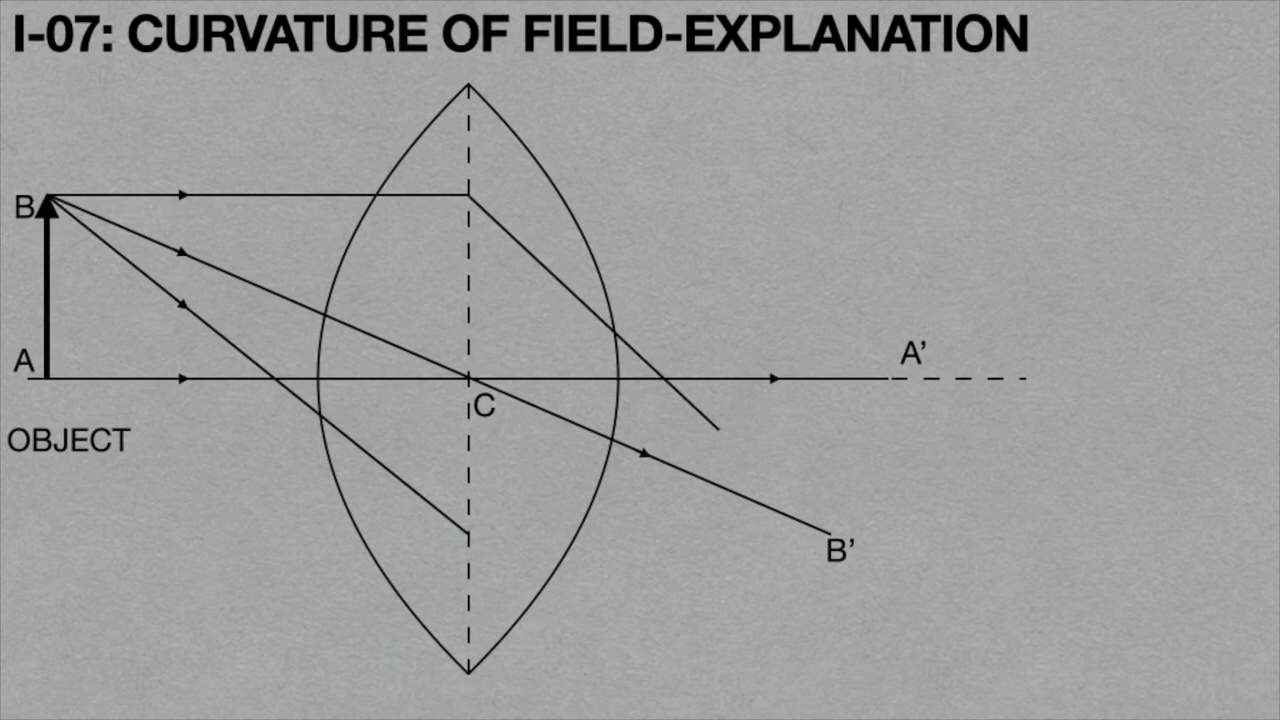 I-07: CURVATURE OF FIELD-EXPLANATION
B
A
A’
C
OBJECT
B’